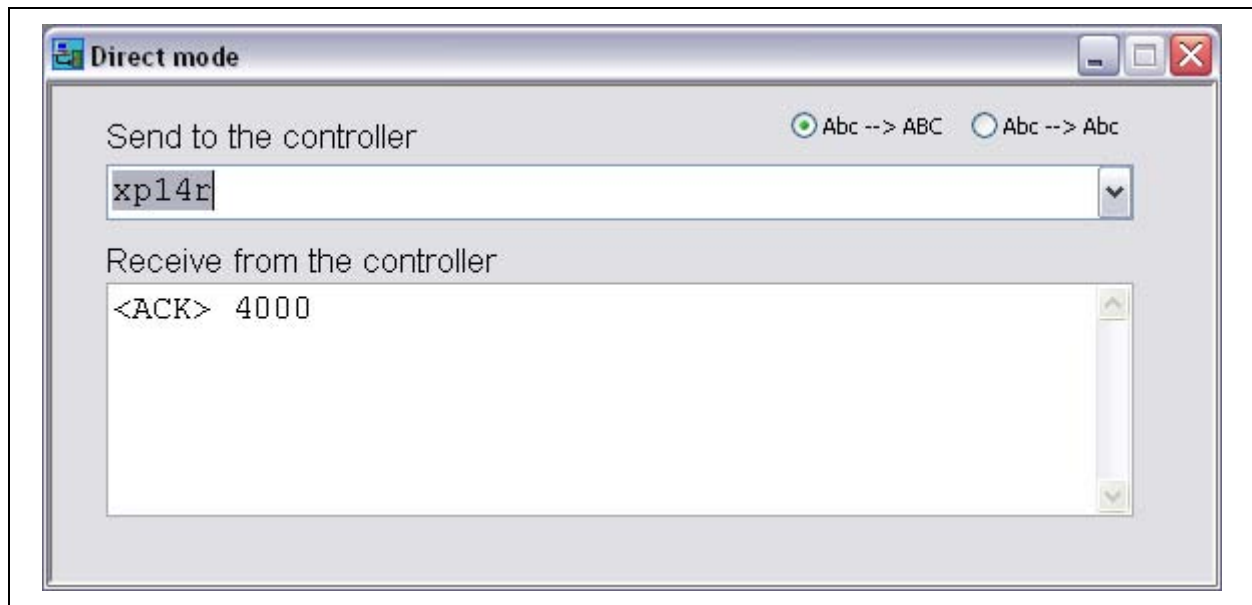 Direct mode
Send to the controller
Abc --> ABC Abc --> Abc
xp14r
Receive from the controller
<ACK> 4000